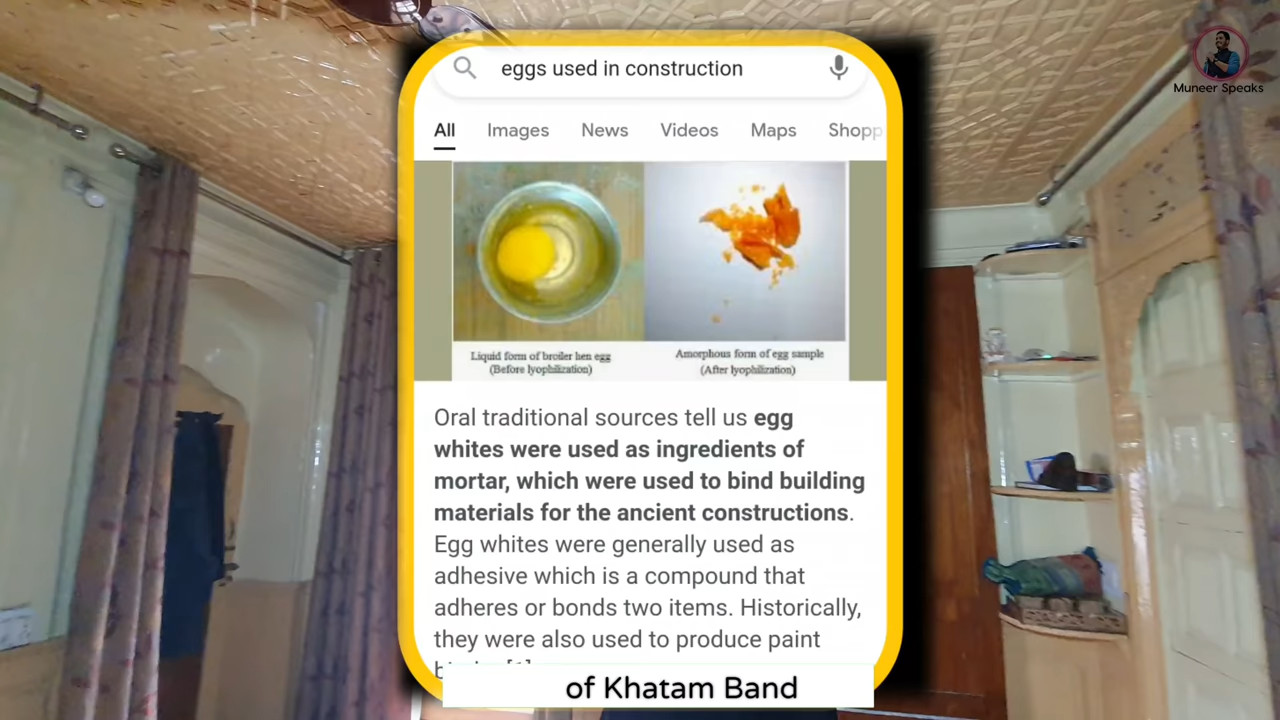 eggs used in construction
Muneer Speaks
All Images News Videos Maps Shopp
Liquid form of broiler hen egg
(Before lyophilization)
Amorphous form of egg sample
(After lyophilization)
Oral traditional sources tell us egg
whites were used as ingredients of
mortar, which were used to bind building
materials for the ancient constructions.
Egg whites were generally used as
adhesive which is a compound that
adheres or bonds two items. Historically,
they were also used to produce paint
of Khatam Band